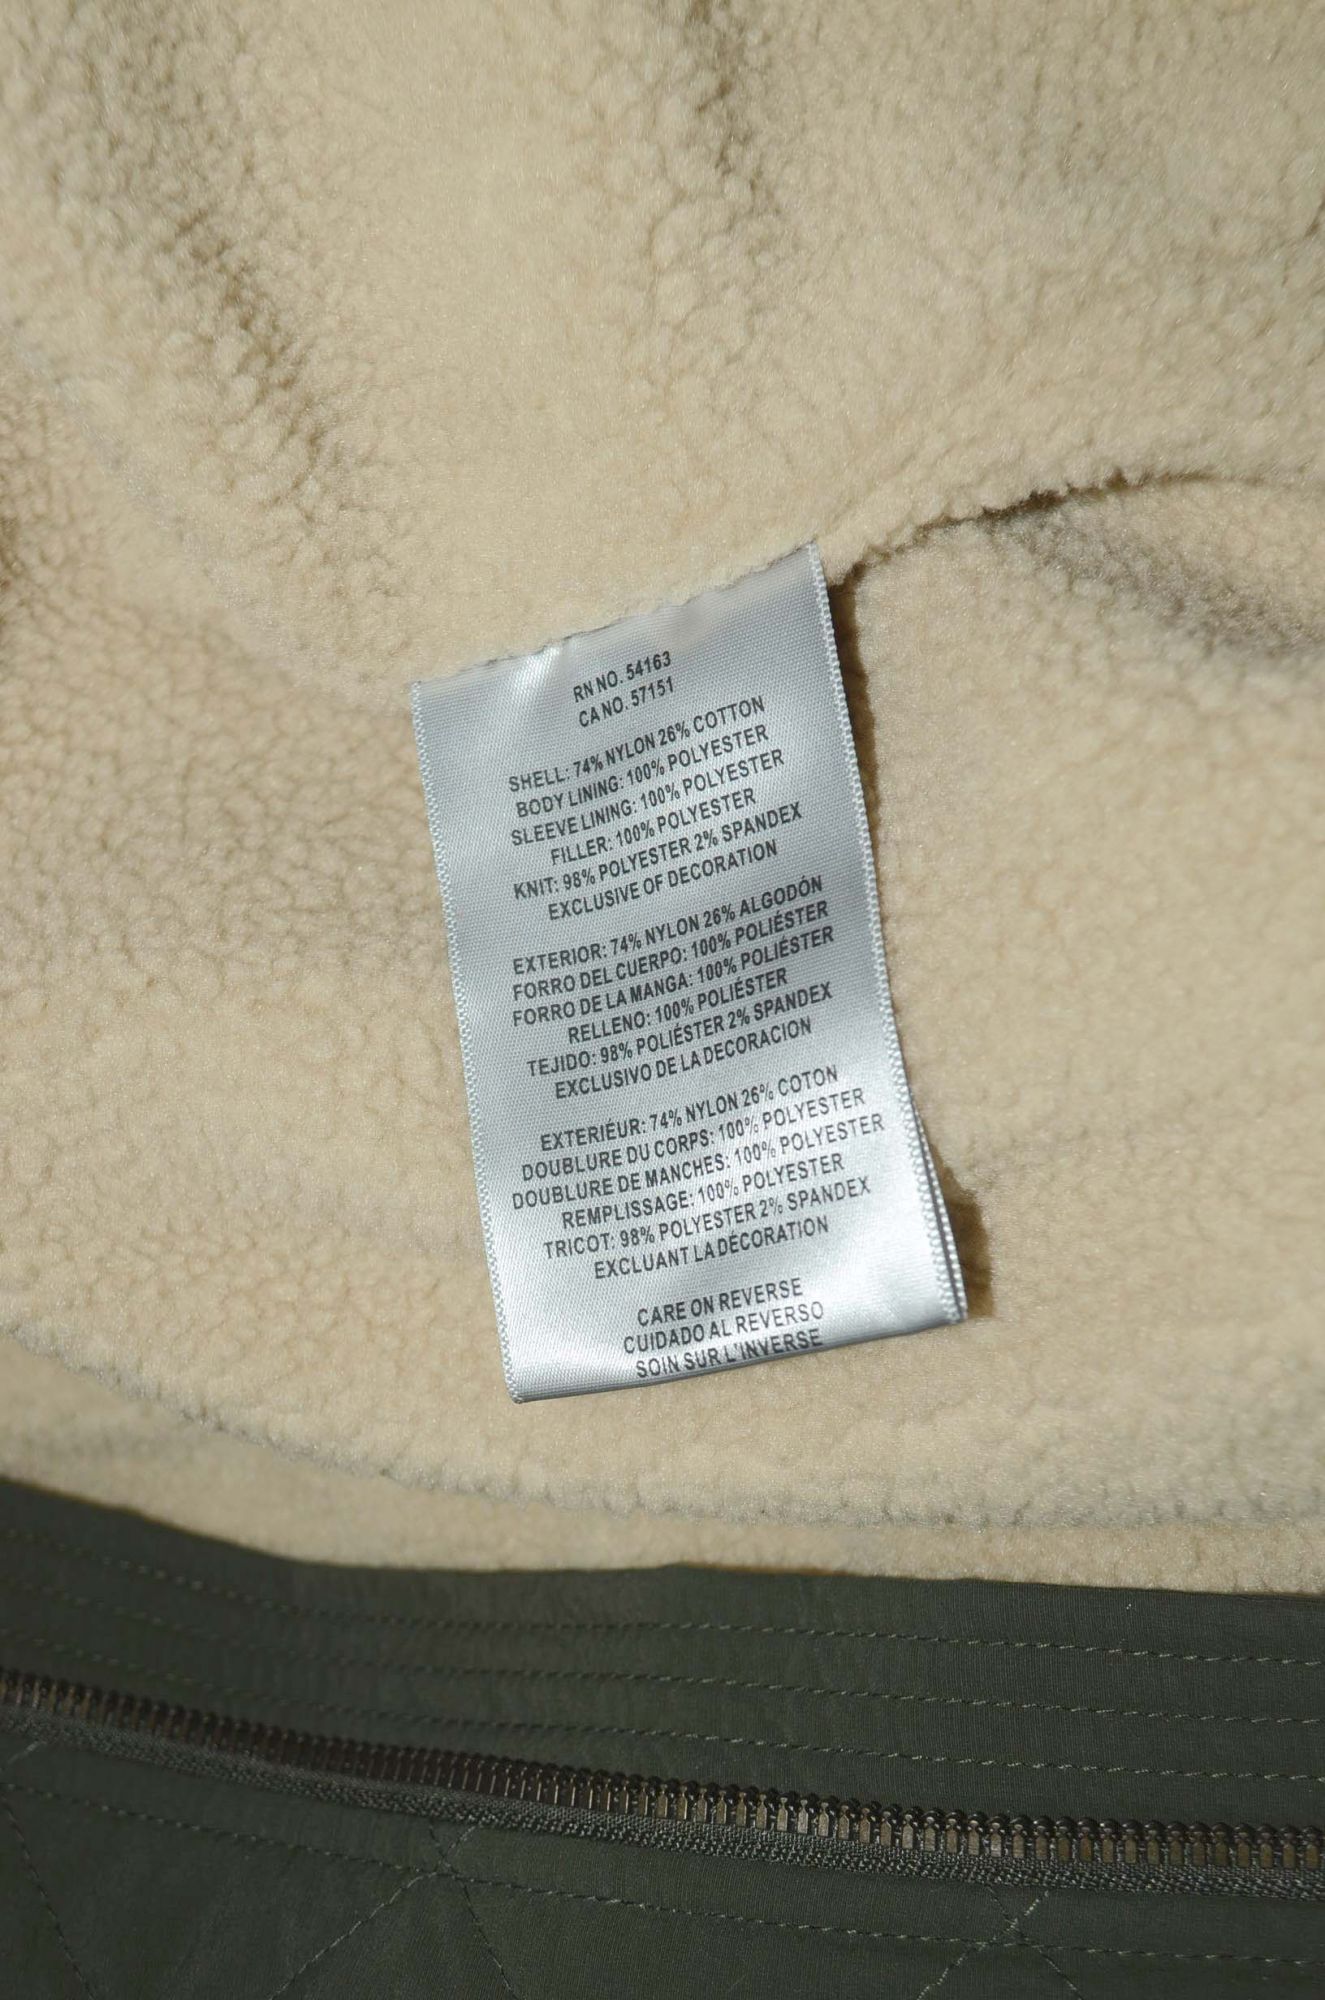 RN NO. 54163
CA NO. 57151
SHELL: 74% NYLON 26% COTTON
BODY LINING: 100% POLYESTER
SLEEVE LINING: 100% POLYESTER
FILLER: 100% POLYESTER
KNIT: 98% POLYESTER 2% SPANDEX
EXCLUSIVE OF DECORATION
EXTERIOR: 74% NYLON 26% ALGODÓN
FORRO DEL CUERPO: 100% POLIÉSTER
FORRO DE LA MANGA: 100% POLIÉSTER
RELLENO: 100% POLIÉSTER
TEJIDO: 98% POLIÉSTER 2% SPANDEX
EXCLUSIVO DE LA DECORACION
EXTERIÉUR: 74% NYLON 26% COTON
DOUBLURE DU CORPS: 100% POLYESTER
DOUBLURE DE MANCHES: 100% POLYESTER
REMPLISSAGE: 100% POLYESTER
TRICOT: 98% POLYESTER 2% SPANDEX
EXCLUANT LA DÉCORATION
CARE ON REVERSE
CUIDADO AL REVERSO
SOIN SUR L'INVERSE